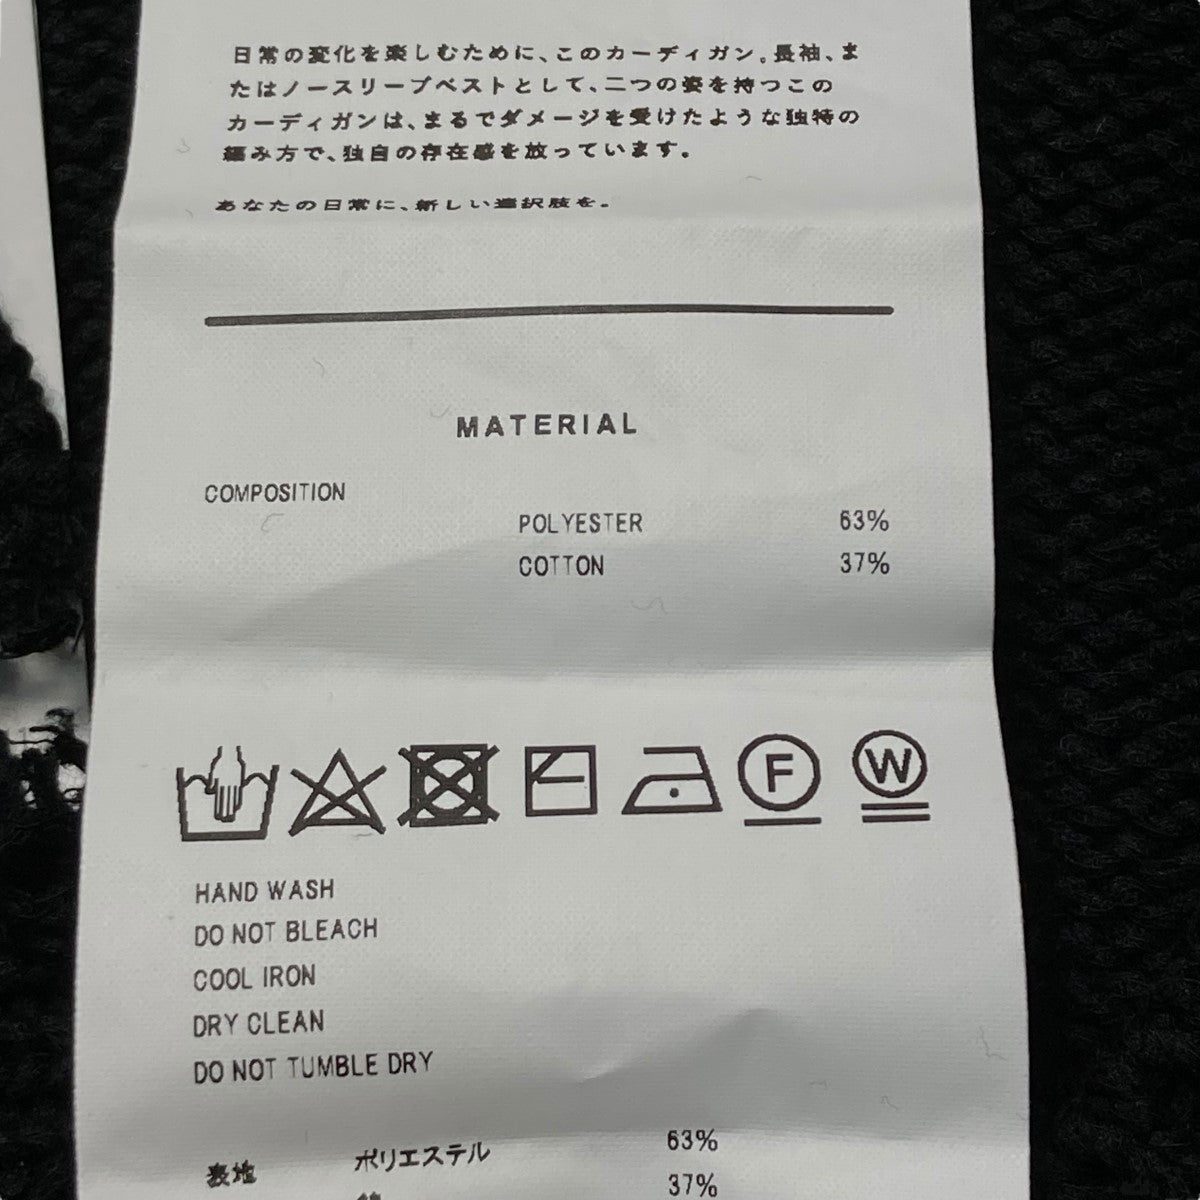 日常の変化を楽しむために、このカーディガン。長袖、ま
たはノースリーブベストとして、二つの姿を持つこの
カーディガンは、まるでダメージを受けたような独特の
編み方で、独自の存在感を放っています。
あなたの日常に、新しい選択肢を。
MATERIAL
COMPOSITION
POLYESTER 63%
COTTON 37%
F W
HAND WASH
DO NOT BLEACH
COOL IRON
DRY CLEAN
DO NOT TUMBLE DRY
表地 ポリエステル 63%
37%